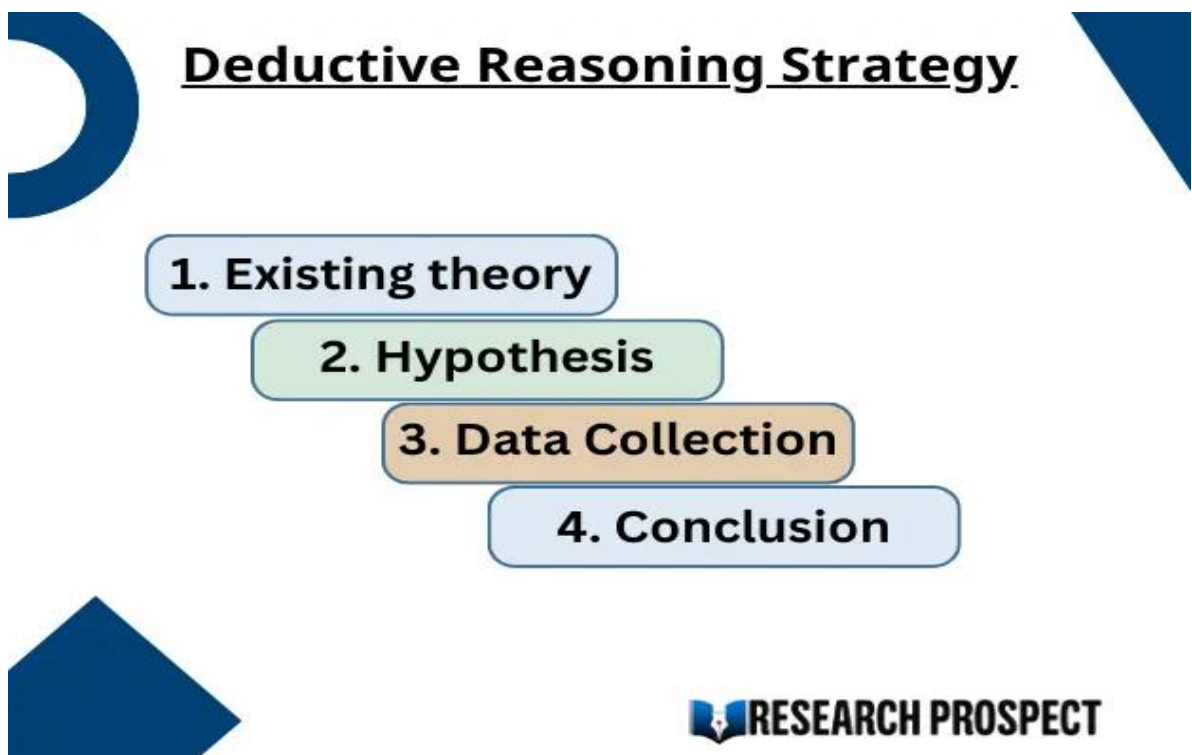 Deductive Reasoning Strategy
1. Existing theory
2. Hypothesis
3. Data Collection
4. Conclusion
RESEARCH PROSPECT